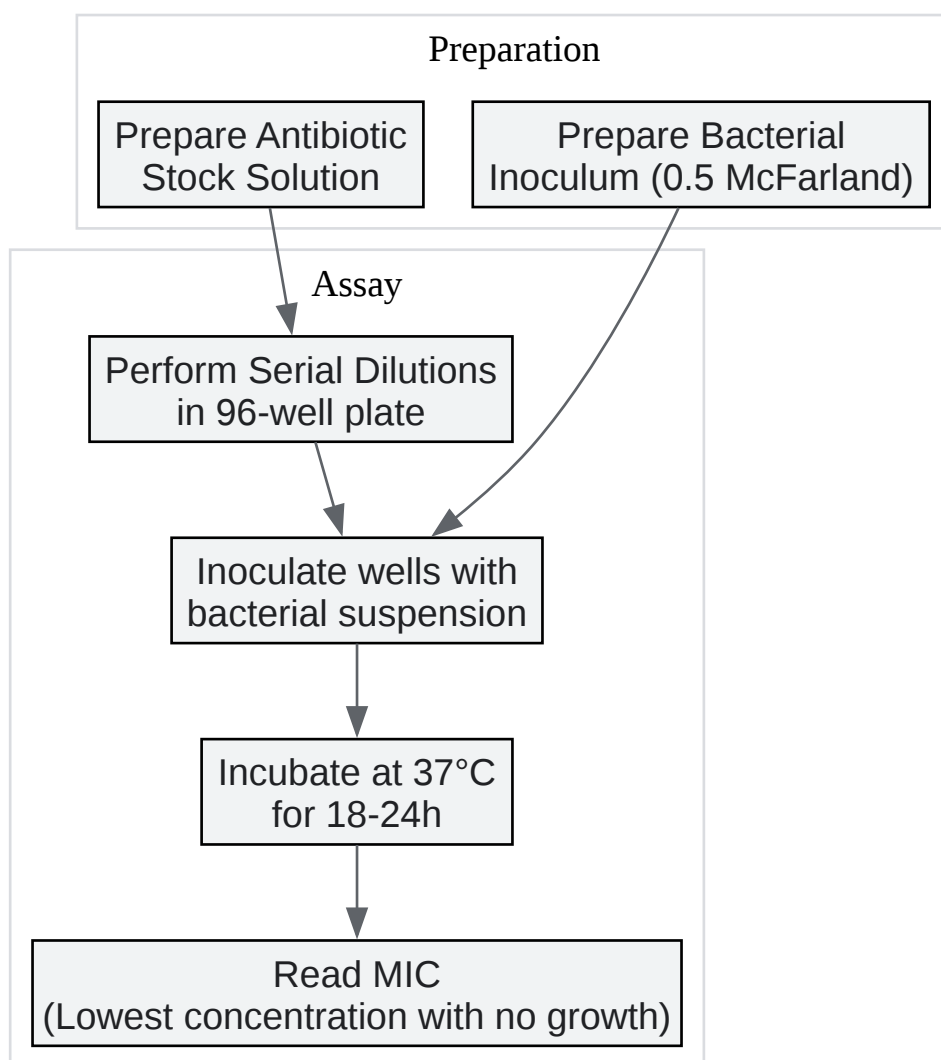 Preparation
Prepare Antibiotic
Stock Solution
Prepare Bacterial
Inoculum (0.5 McFarland)
Assay
Perform Serial Dilutions
in 96-well plate
Inoculate wells with
bacterial suspension
Incubate at 37°C
for 18-24h
Read MIC
(Lowest concentration with no growth)